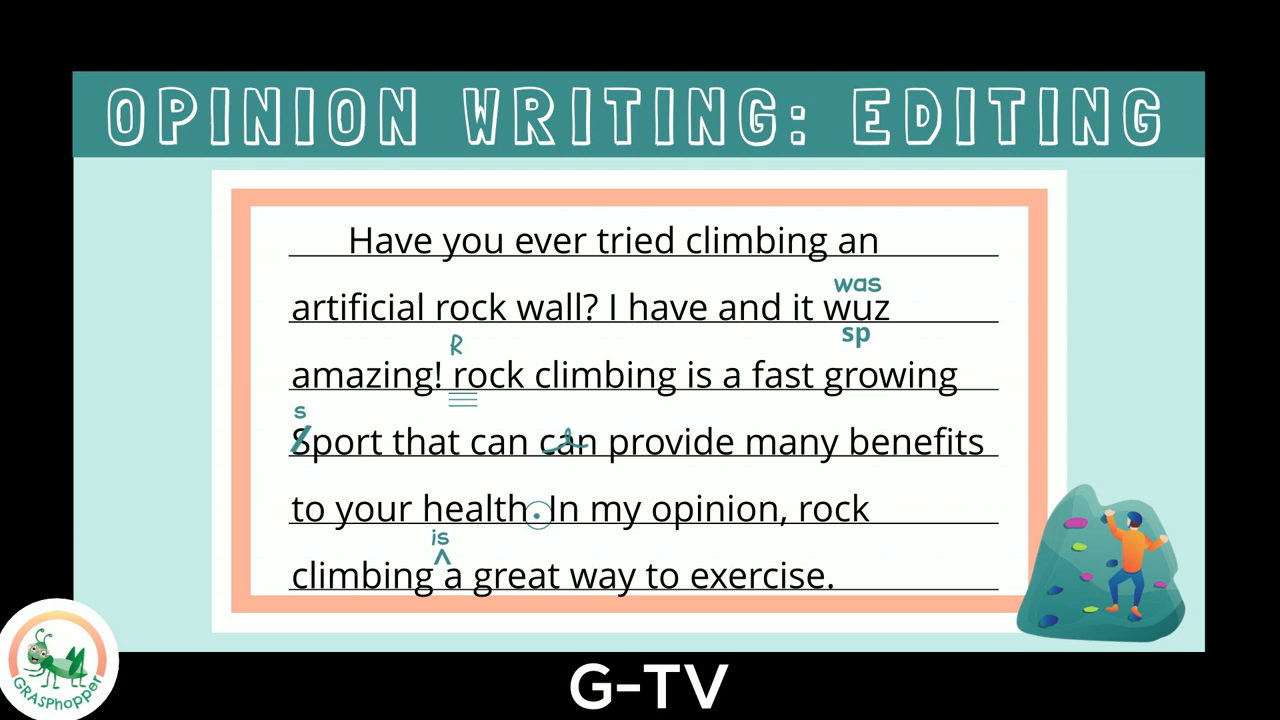 OPINION WRITING: EDITING
Have you ever tried climbing an
was
artificial rock wall? I have and it wuz
sp
R
amazing! rock climbing is a fast growing
s
Sport that can can provide many benefits
to your health. In my opinion, rock
is
^
climbing a great way to exercise.
GRASPhopper
G-TV